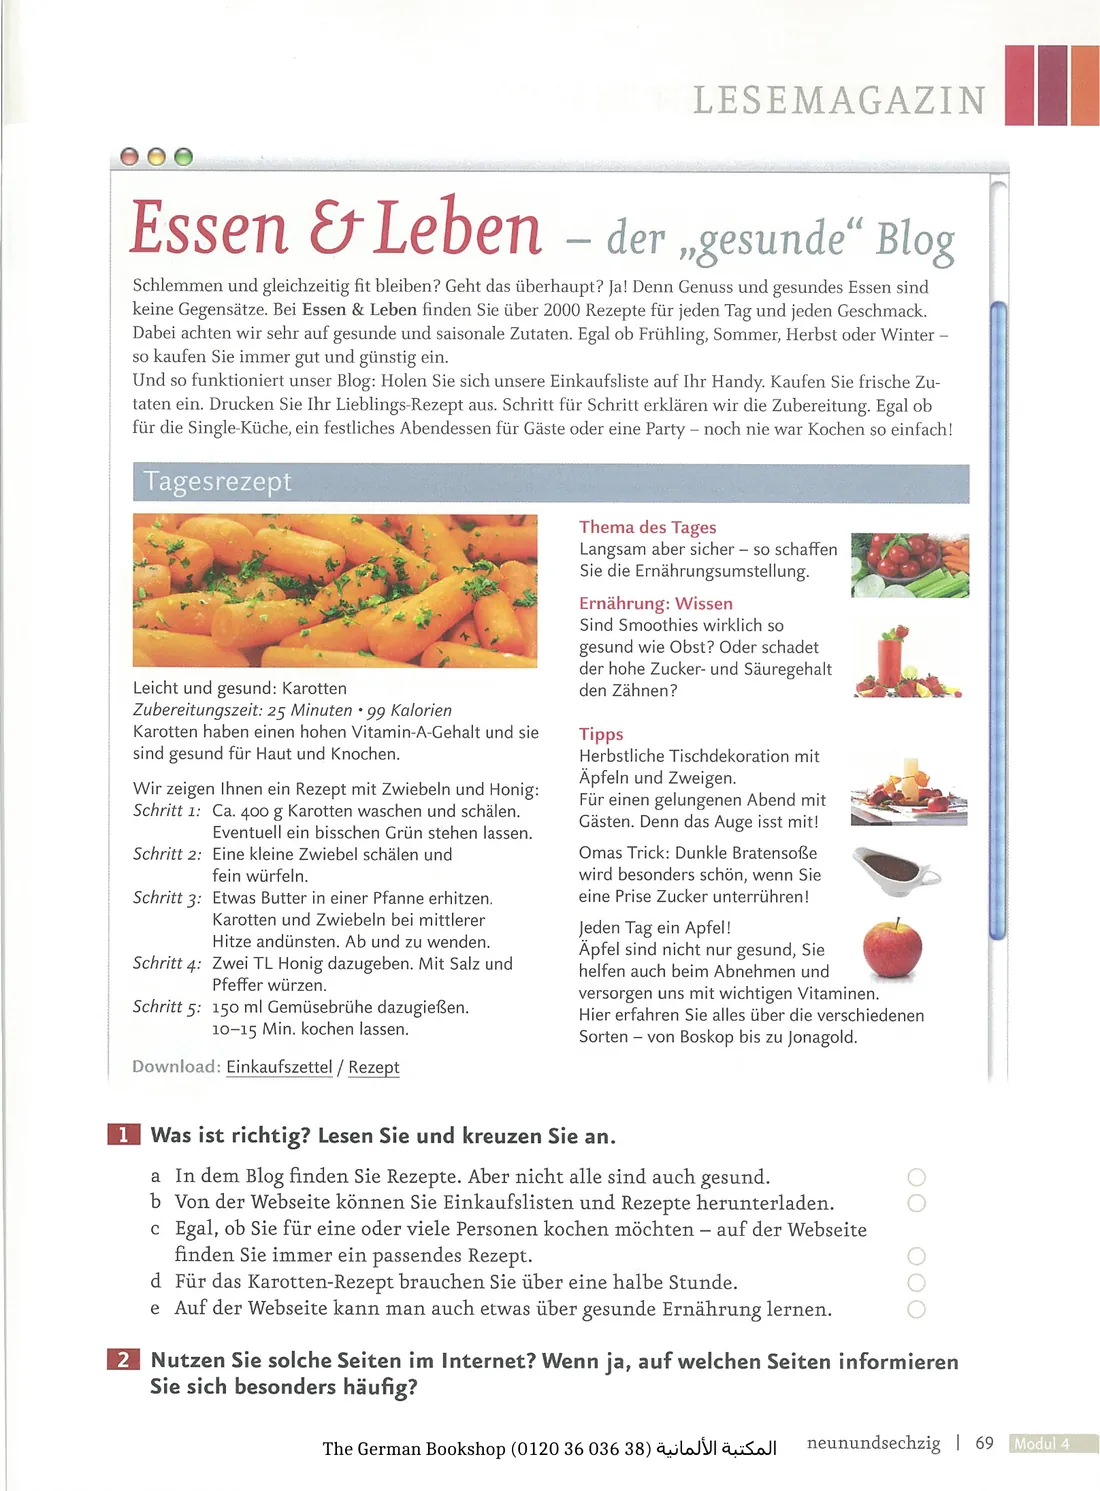 LESEMAGAZIN
Essen & Leben – der „gesunde“ Blog
Schlemmen und gleichzeitig fit bleiben? Geht das überhaupt? Ja! Denn Genuss und gesundes Essen sind
keine Gegensätze. Bei Essen & Leben finden Sie über 2000 Rezepte für jeden Tag und jeden Geschmack.
Dabei achten wir sehr auf gesunde und saisonale Zutaten. Egal ob Frühling, Sommer, Herbst oder Winter –
so kaufen Sie immer gut und günstig ein.
Und so funktioniert unser Blog: Holen Sie sich unsere Einkaufsliste auf Ihr Handy. Kaufen Sie frische Zu-
taten ein. Drucken Sie Ihr Lieblings-Rezept aus. Schritt für Schritt erklären wir die Zubereitung. Egal ob
für die Single-Küche, ein festliches Abendessen für Gäste oder eine Party – noch nie war Kochen so einfach!
Tagesrezept
Leicht und gesund: Karotten
Zubereitungszeit: 25 Minuten • 99 Kalorien
Karotten haben einen hohen Vitamin-A-Gehalt und sie
sind gesund für Haut und Knochen.
Wir zeigen Ihnen ein Rezept mit Zwiebeln und Honig:
Schritt 1: Ca. 400 g Karotten waschen und schälen.
Eventuell ein bisschen Grün stehen lassen.
Schritt 2: Eine kleine Zwiebel schälen und
fein würfeln.
Schritt 3: Etwas Butter in einer Pfanne erhitzen.
Karotten und Zwiebeln bei mittlerer
Hitze andünsten. Ab und zu wenden.
Schritt 4: Zwei TL Honig dazugeben. Mit Salz und
Pfeffer würzen.
Schritt 5: 150 ml Gemüsebrühe dazugießen.
10–15 Min. kochen lassen.
Download: Einkaufszettel / Rezept
Thema des Tages
Langsam aber sicher – so schaffen
Sie die Ernährungsumstellung.
Ernährung: Wissen
Sind Smoothies wirklich so
gesund wie Obst? Oder schadet
der hohe Zucker- und Säuregehalt
den Zähnen?
Tipps
Herbstliche Tischdekoration mit
Äpfeln und Zweigen.
Für einen gelungenen Abend mit
Gästen. Denn das Auge isst mit!
Omas Trick: Dunkle Bratensoße
wird besonders schön, wenn Sie
eine Prise Zucker unterrühren!
Jeden Tag ein Apfel!
Äpfel sind nicht nur gesund, Sie
helfen auch beim Abnehmen und
versorgen uns mit wichtigen Vitaminen.
Hier erfahren Sie alles über die verschiedenen
Sorten – von Boskop bis zu Jonagold.
1 Was ist richtig? Lesen Sie und kreuzen Sie an.
a In dem Blog finden Sie Rezepte. Aber nicht alle sind auch gesund.
b Von der Webseite können Sie Einkaufslisten und Rezepte herunterladen.
c Egal, ob Sie für eine oder viele Personen kochen möchten – auf der Webseite
finden Sie immer ein passendes Rezept.
d Für das Karotten-Rezept brauchen Sie über eine halbe Stunde.
e Auf der Webseite kann man auch etwas über gesunde Ernährung lernen.
2 Nutzen Sie solche Seiten im Internet? Wenn ja, auf welchen Seiten informieren
Sie sich besonders häufig?
The German Bookshop (0120 36 036 38) المكتبة الألمانية
neunundsechzig | 69 Modul 4